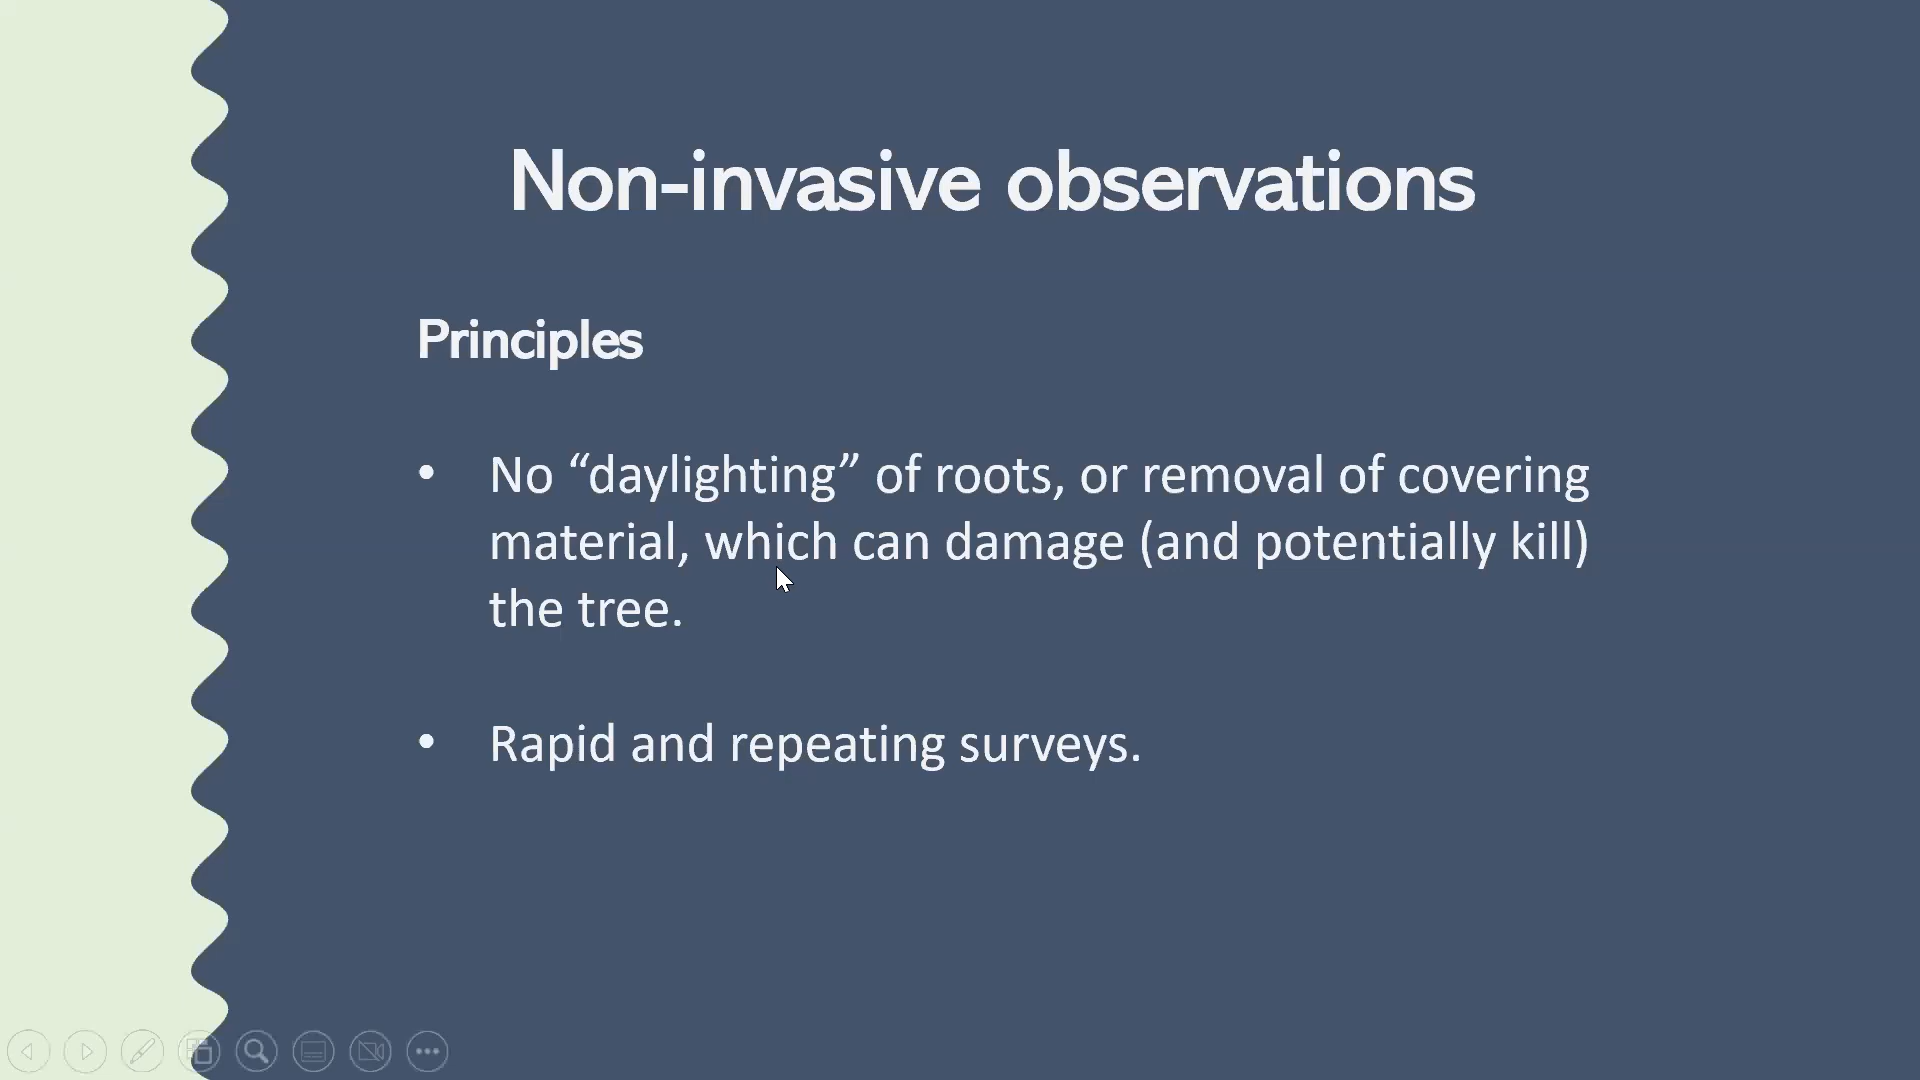 Non-invasive observations
Principles
• No “daylighting” of roots, or removal of covering
material, which can damage (and potentially kill)
the tree.
• Rapid and repeating surveys.